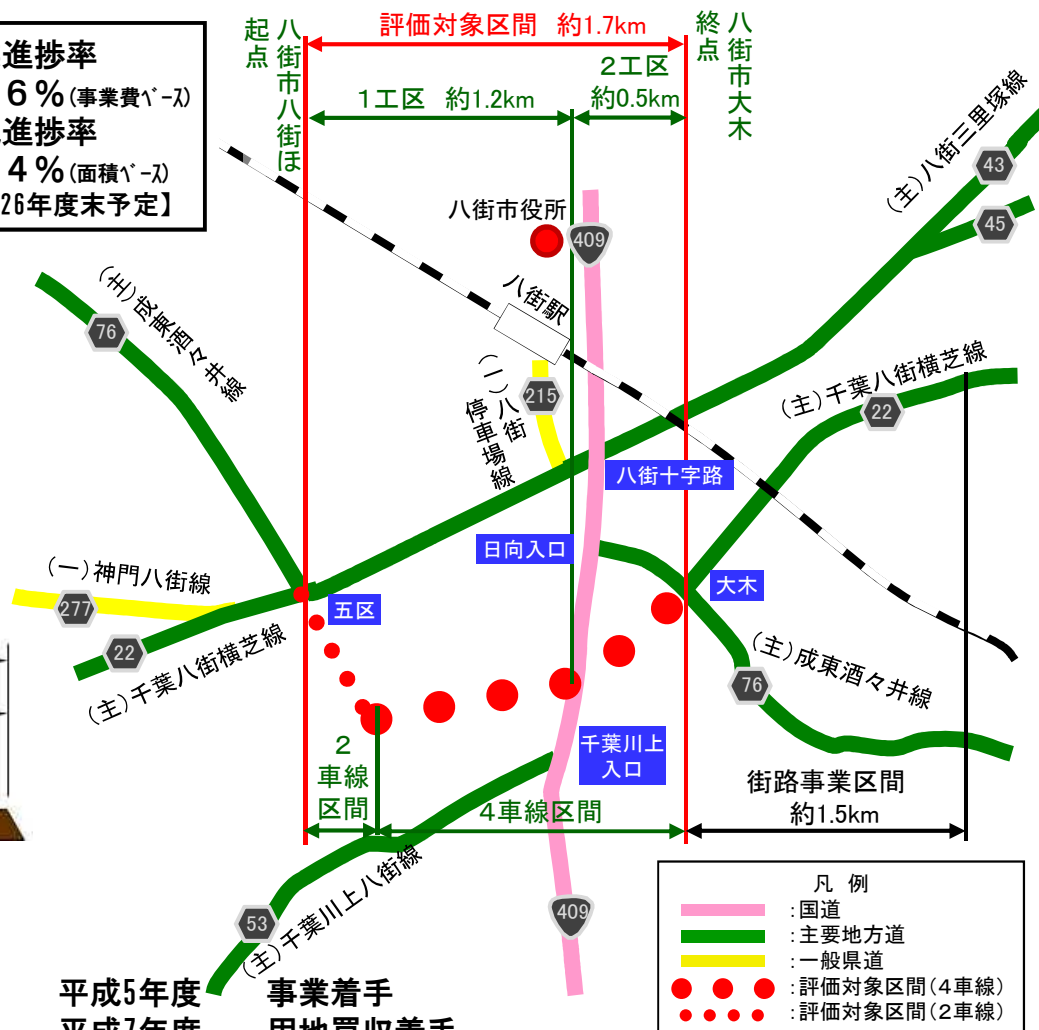 進捗率
6%(事業費ベース)
進捗率
4%(面積ベース)
26年度末予定】
起点
八街市八街ほ
評価対象区間 約1.7km
終点
八街市大木
1工区 約1.2km
2工区
約0.5km
(主)八街三里塚線
43
45
八街市役所
409
八街駅
(主)成東酒々井線
76
(一)八街
停車場線
215
(主)千葉八街横芝線
22
八街十字路
日向入口
大木
(一)神門八街線
277
五区
22
(主)千葉八街横芝線
(主)成東酒々井線
76
千葉川上
入口
2
車線
区間
4車線区間
街路事業区間
約1.5km
(主)千葉川上八街線
53
409
凡 例
:国道
:主要地方道
:一般県道
:評価対象区間(4車線)
:評価対象区間(2車線)
平成5年度 事業着手
平成7年度 用地買収着手